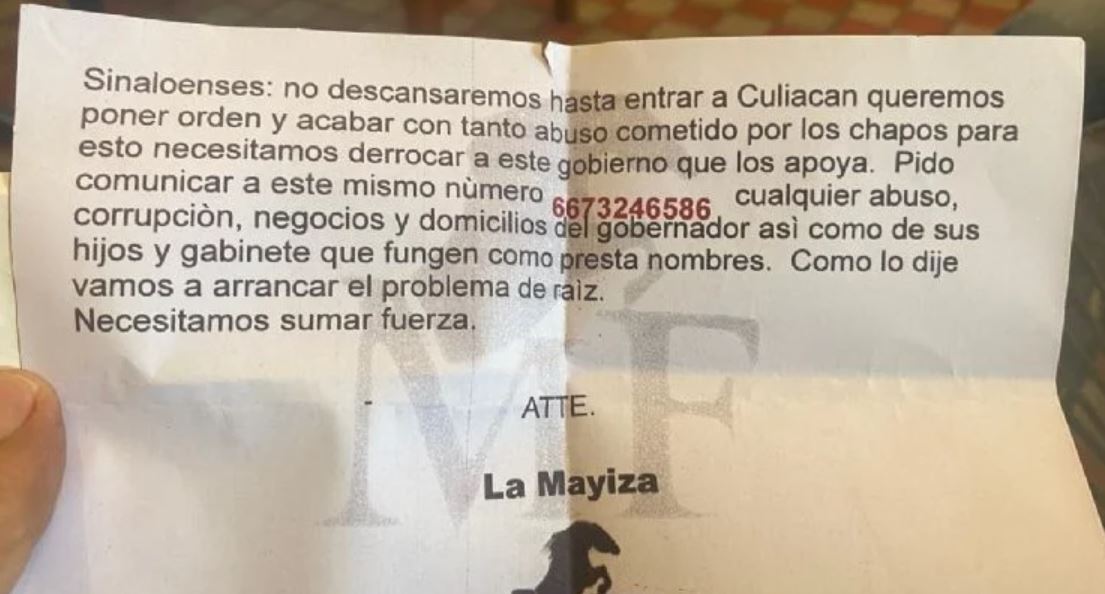 Sinaloenses: no descansaremos hasta entrar a Culiacan queremos
poner orden y acabar con tanto abuso cometido por los chapos para
esto necesitamos derrocar a este gobierno que los apoya. Pido
comunicar a este mismo nùmero 6673246586 cualquier abuso,
corrupciòn, negocios y domicilios del gobernador asì como de sus
hijos y gabinete que fungen como presta nombres. Como lo dije
vamos a arrancar el problema de raìz.
Necesitamos sumar fuerza.
MF
-
ATTE.
La Mayiza